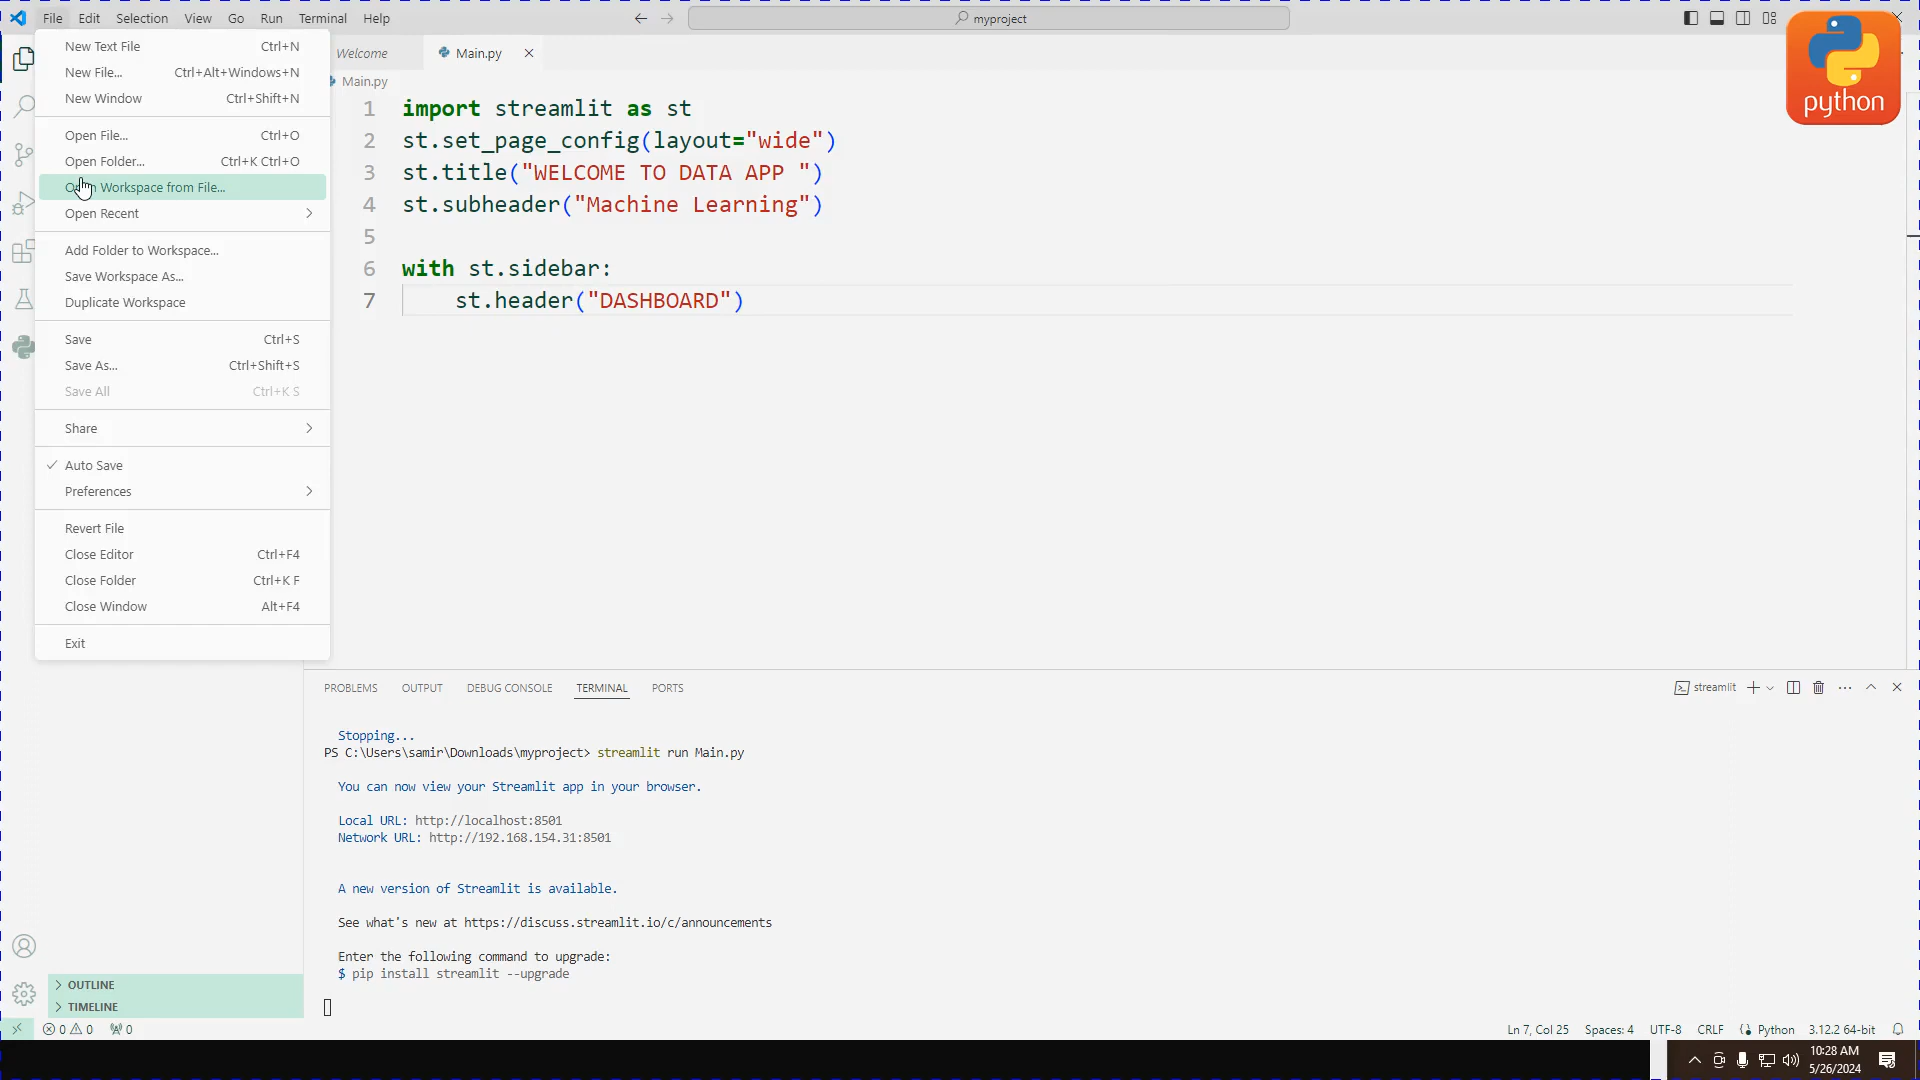 File Edit Selection View Go Run Terminal Help
myproject
New Text File Ctrl+N
New File... Ctrl+Alt+Windows+N
New Window Ctrl+Shift+N
Open File... Ctrl+O
Open Folder... Ctrl+K Ctrl+O
Workspace from File...
Open Recent
Add Folder to Workspace...
Save Workspace As...
Duplicate Workspace
Save Ctrl+S
Save As... Ctrl+Shift+S
Save All Ctrl+K S
Share
Auto Save
Preferences
Revert File
Close Editor Ctrl+F4
Close Folder Ctrl+K F
Close Window Alt+F4
Exit
OUTLINE
TIMELINE
Welcome Main.py
Main.py
1 import streamlit as st
2 st.set_page_config(layout="wide")
3 st.title("WELCOME TO DATA APP ")
4 st.subheader("Machine Learning")
5
6 with st.sidebar:
7 st.header("DASHBOARD")
python
PROBLEMS OUTPUT DEBUG CONSOLE TERMINAL PORTS
streamlit
Stopping...
PS C:\Users\samir\Downloads\myproject> streamlit run Main.py
You can now view your Streamlit app in your browser.
Local URL: http://localhost:8501
Network URL: http://192.168.154.31:8501
A new version of Streamlit is available.
See what's new at https://discuss.streamlit.io/c/announcements
Enter the following command to upgrade:
$ pip install streamlit --upgrade
0 0 0
Ln 7, Col 25 Spaces: 4 UTF-8 CRLF Python 3.12.2 64-bit
10:28 AM
5/26/2024